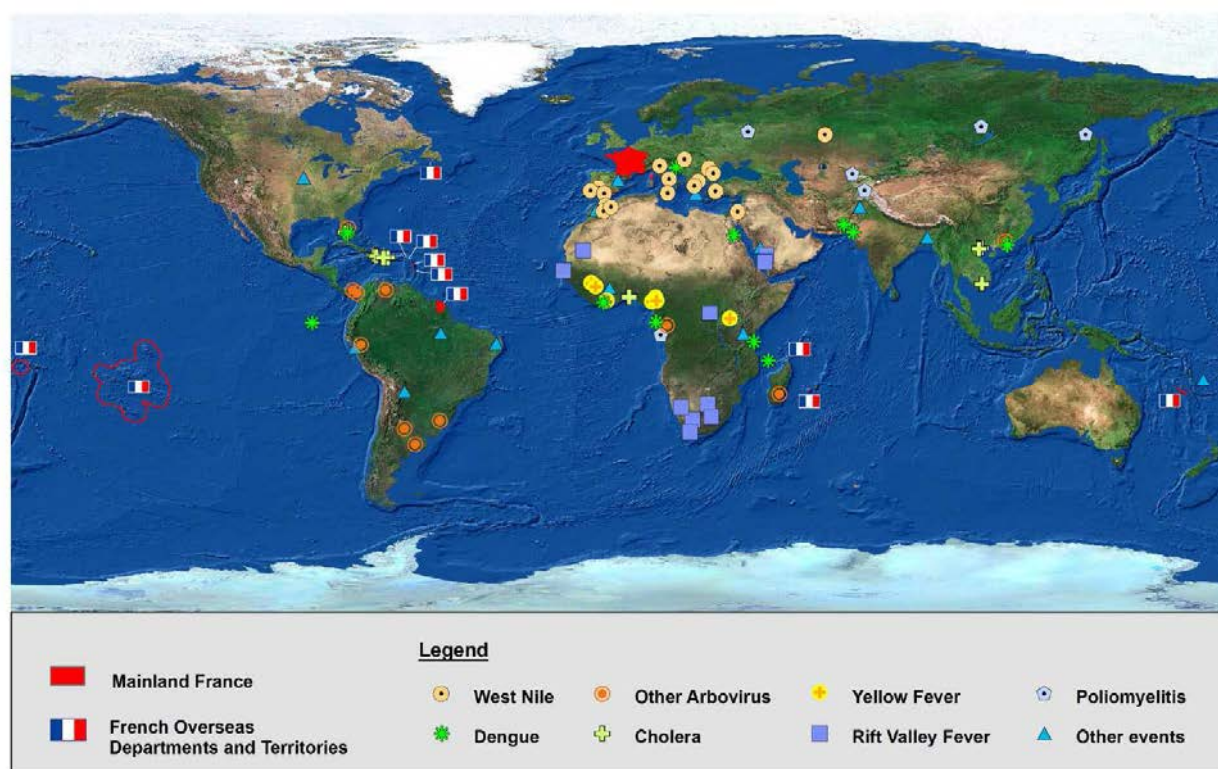 Legend
Mainland France
French Overseas
Departments and Territories
West Nile
Other Arbovirus
Yellow Fever
Poliomyelitis
Dengue
Cholera
Rift Valley Fever
Other events